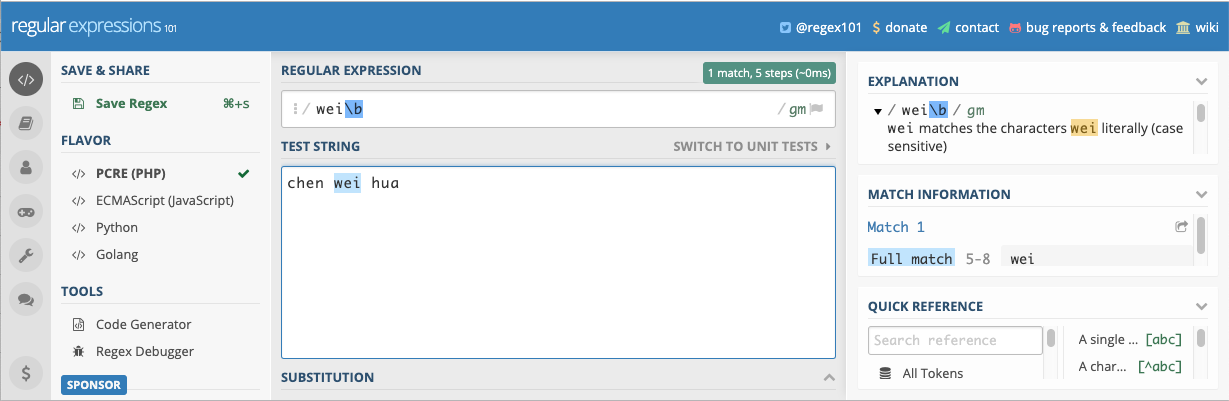 regular expressions 101
@regex101 $ donate contact bug reports & feedback wiki
SAVE & SHARE
Save Regex ⌘+s
FLAVOR
</> PCRE (PHP)
</> ECMAScript (JavaScript)
</> Python
</> Golang
TOOLS
Code Generator
Regex Debugger
SPONSOR
REGULAR EXPRESSION
1 match, 5 steps (~0ms)
/ wei\b / gm
TEST STRING
SWITCH TO UNIT TESTS
chen wei hua
SUBSTITUTION
EXPLANATION
/ wei\b / gm
wei matches the characters wei literally (case
sensitive)
MATCH INFORMATION
Match 1
Full match 5-8 wei
QUICK REFERENCE
Search reference
All Tokens
A single ... [abc]
A char... [^abc]